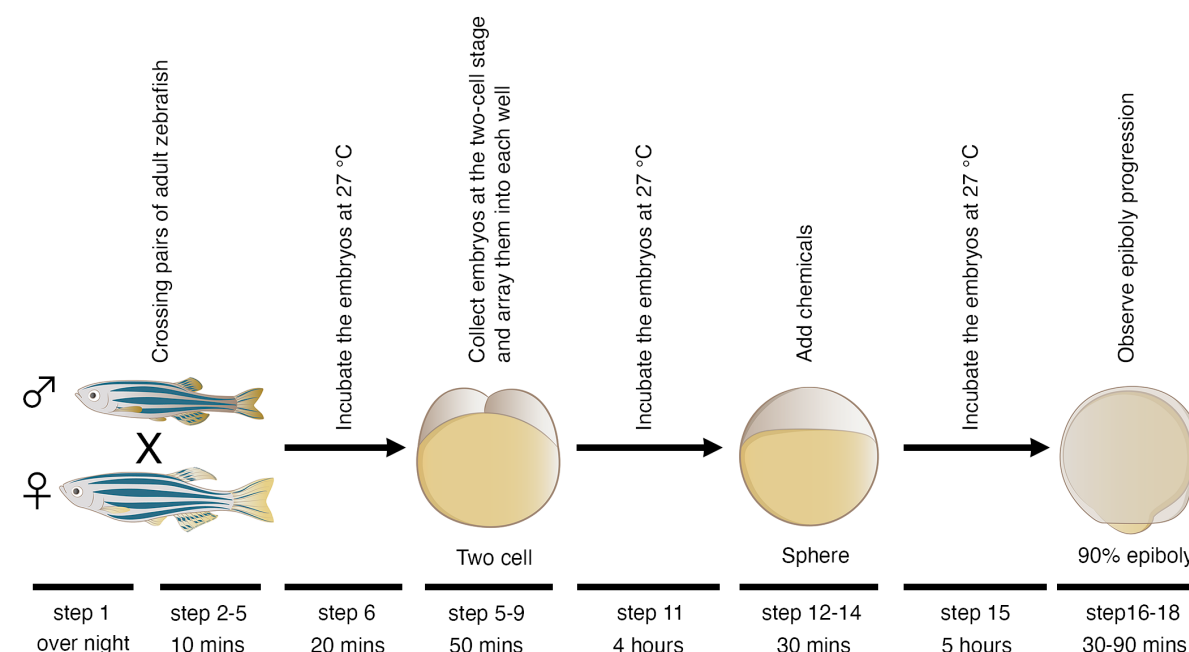 Crossing pairs of adult zebrafish
Incubate the embryos at 27 °C
Collect embryos at the two-cell stage
and array them into each well
Incubate the embryos at 27 °C
Add chemicals
Incubate the embryos at 27 °C
Observe epiboly progression
♂
X
♀
Two cell
Sphere
90% epiboly
step 1
step 2-5
step 6
step 5-9
step 11
step 12-14
step 15
step16-18
over night
10 mins
20 mins
50 mins
4 hours
30 mins
5 hours
30-90 mins